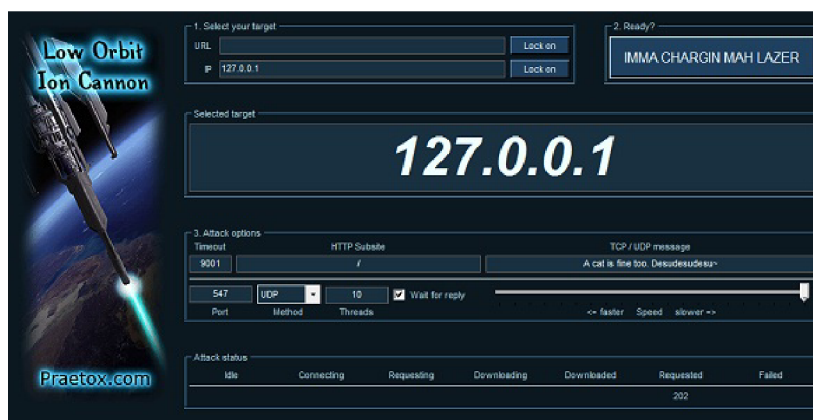 Low Orbit
Ion Cannon
Praetox.com
1. Select your target
URL
Lock on
IP 127.0.0.1
Lock on
2. Ready?
IMMA CHARGIN MAH LAZER
Selected target
127.0.0.1
3. Attack options
Timeout HTTP Subsite TCP / UDP message
9001 / A cat is fine too. Desudesudesu~
547 UDP 10 Wait for reply
Port Method Threads <= faster Speed slower =>
Attack status
Idle Connecting Requesting Downloading Downloaded Requested Failed
202